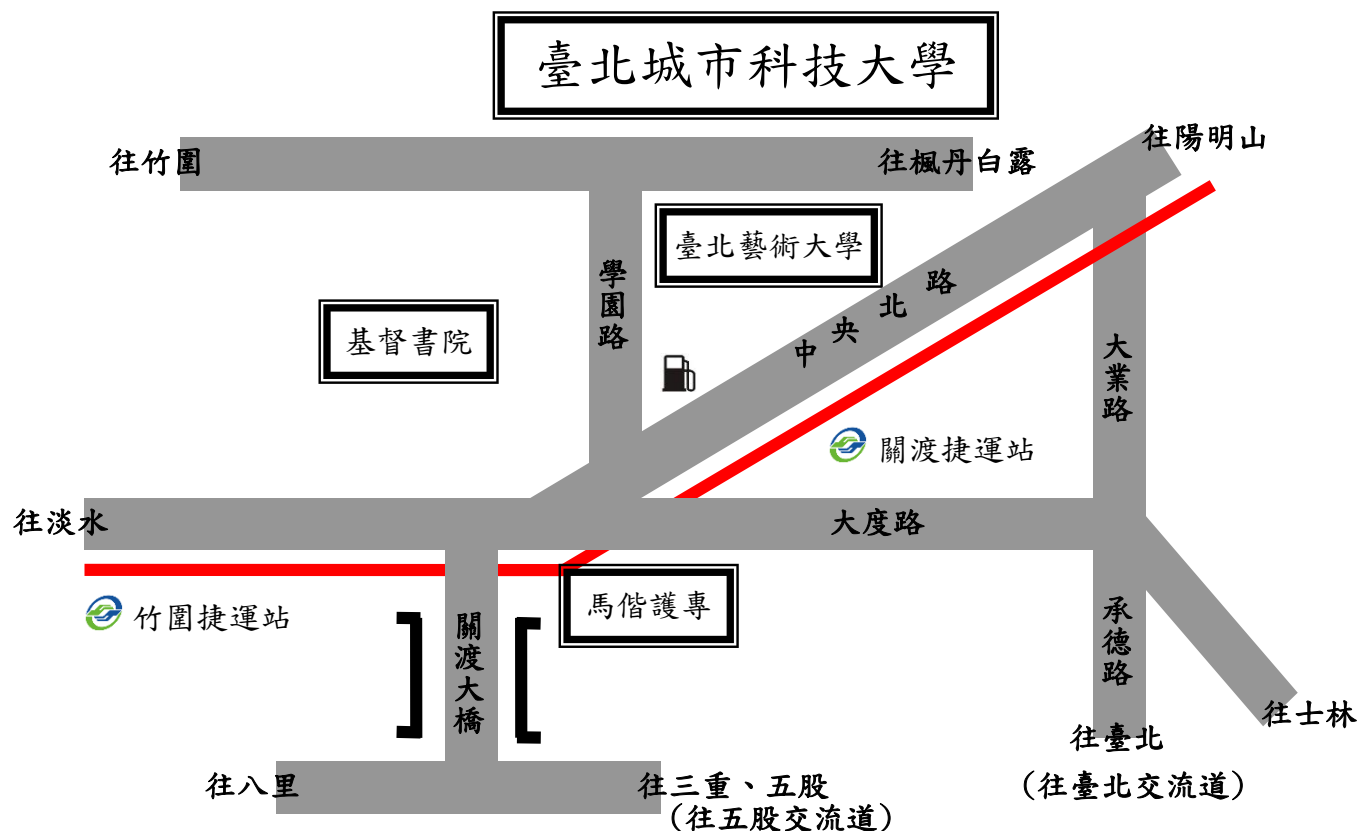 臺北城市科技大學
往陽明山
往竹圍
往楓丹白露
臺北藝術大學
學園路
中央北路
基督書院
大業路
關渡捷運站
往淡水
大度路
竹圍捷運站
馬偕護專
關渡大橋
承德路
往士林
往臺北
(往臺北交流道)
往八里
往三重、五股
(往五股交流道)